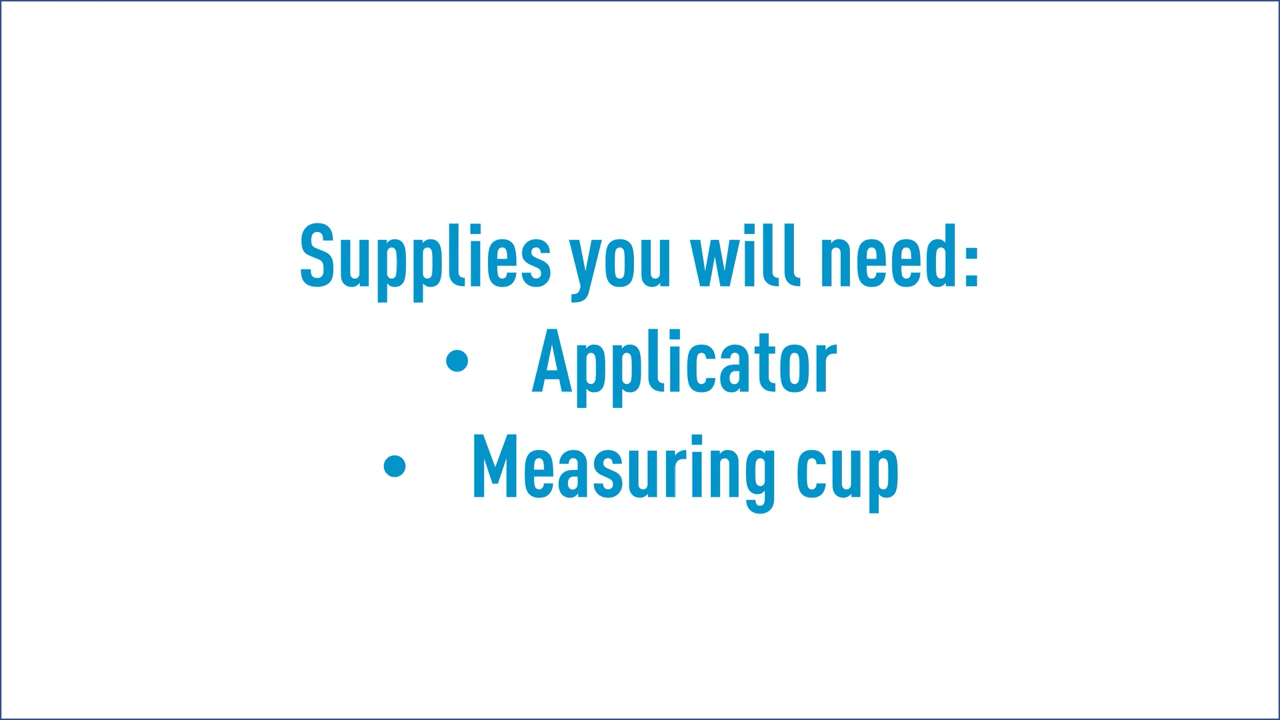 Supplies you will need:
• Applicator
• Measuring cup